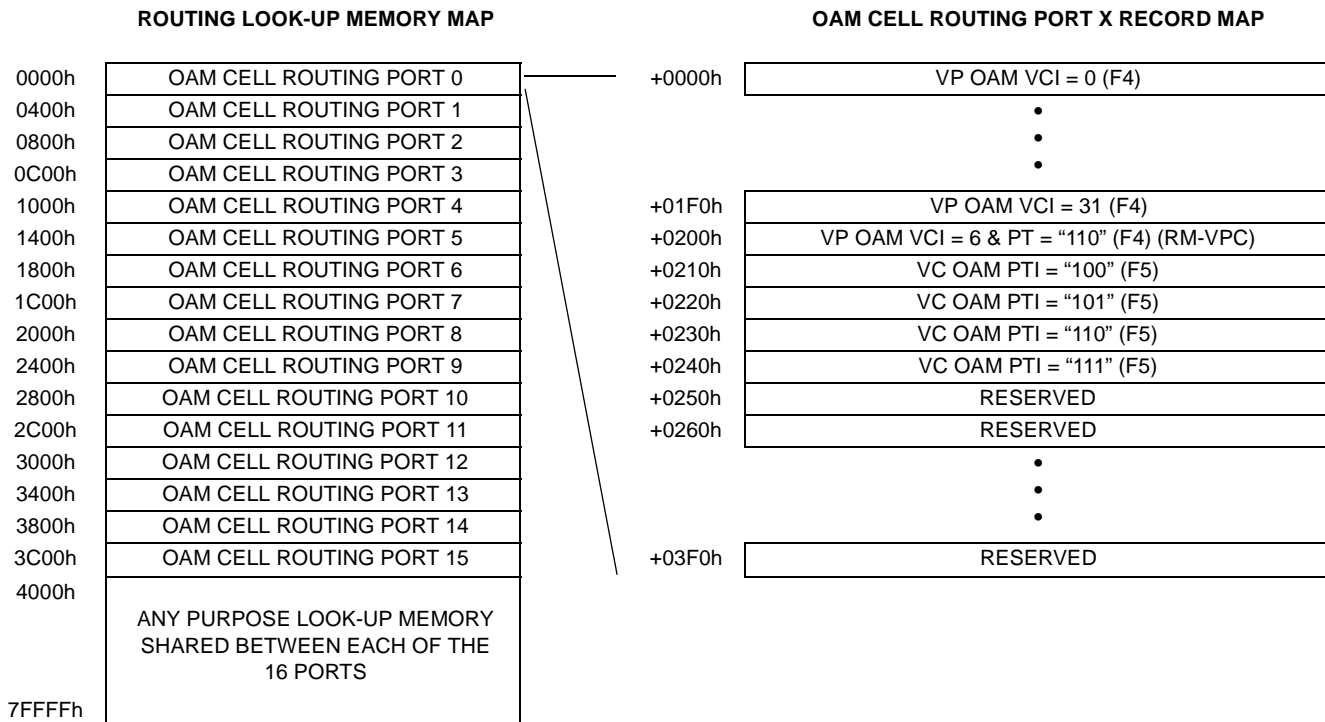 ROUTING LOOK-UP MEMORY MAP
0000h OAM CELL ROUTING PORT 0
0400h OAM CELL ROUTING PORT 1
0800h OAM CELL ROUTING PORT 2
0C00h OAM CELL ROUTING PORT 3
1000h OAM CELL ROUTING PORT 4
1400h OAM CELL ROUTING PORT 5
1800h OAM CELL ROUTING PORT 6
1C00h OAM CELL ROUTING PORT 7
2000h OAM CELL ROUTING PORT 8
2400h OAM CELL ROUTING PORT 9
2800h OAM CELL ROUTING PORT 10
2C00h OAM CELL ROUTING PORT 11
3000h OAM CELL ROUTING PORT 12
3400h OAM CELL ROUTING PORT 13
3800h OAM CELL ROUTING PORT 14
3C00h OAM CELL ROUTING PORT 15
4000h
ANY PURPOSE LOOK-UP MEMORY
SHARED BETWEEN EACH OF THE
16 PORTS
7FFFFh
OAM CELL ROUTING PORT X RECORD MAP
+0000h VP OAM VCI = 0 (F4)
+01F0h VP OAM VCI = 31 (F4)
+0200h VP OAM VCI = 6 & PT = “110” (F4) (RM-VPC)
+0210h VC OAM PTI = “100” (F5)
+0220h VC OAM PTI = “101” (F5)
+0230h VC OAM PTI = “110” (F5)
+0240h VC OAM PTI = “111” (F5)
+0250h RESERVED
+0260h RESERVED
+03F0h RESERVED